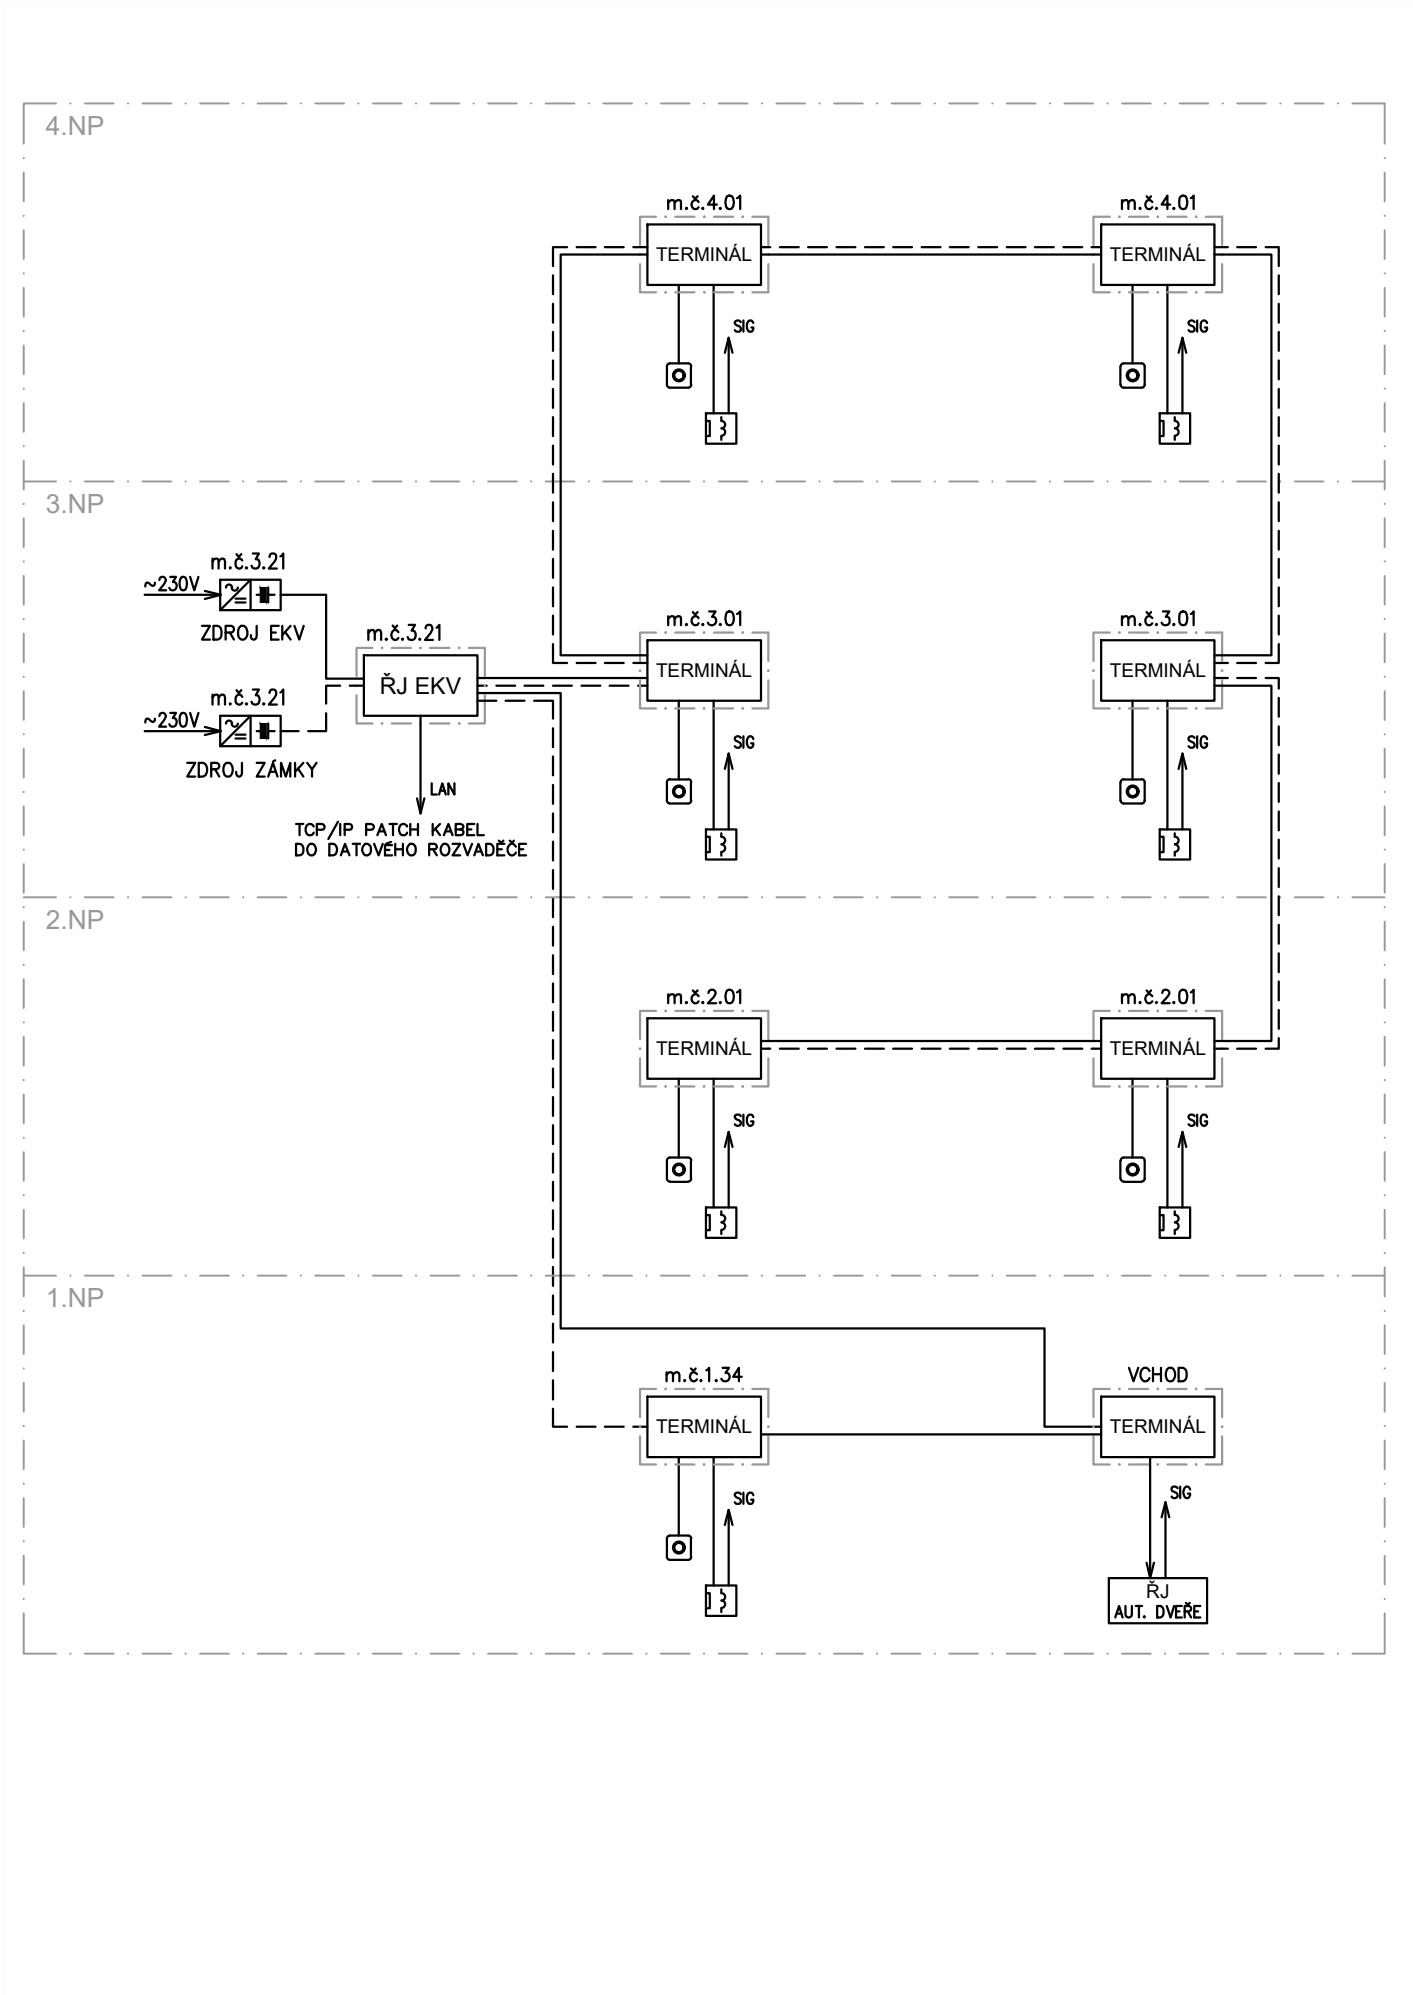 4.NP
m.č.4.01
m.č.4.01
TERMINÁL
TERMINÁL
SIG
SIG
3.NP
m.č.3.21
~230V
ZDROJ EKV
m.č.3.21
ŘJ EKV
m.č.3.21
~230V
ZDROJ ZÁMKY
LAN
TCP/IP PATCH KABEL
DO DATOVÉHO ROZVADĚČE
m.č.3.01
m.č.3.01
TERMINÁL
TERMINÁL
SIG
SIG
2.NP
m.č.2.01
m.č.2.01
TERMINÁL
TERMINÁL
SIG
SIG
1.NP
m.č.1.34
VCHOD
TERMINÁL
TERMINÁL
SIG
SIG
ŘJ
AUT. DVEŘE